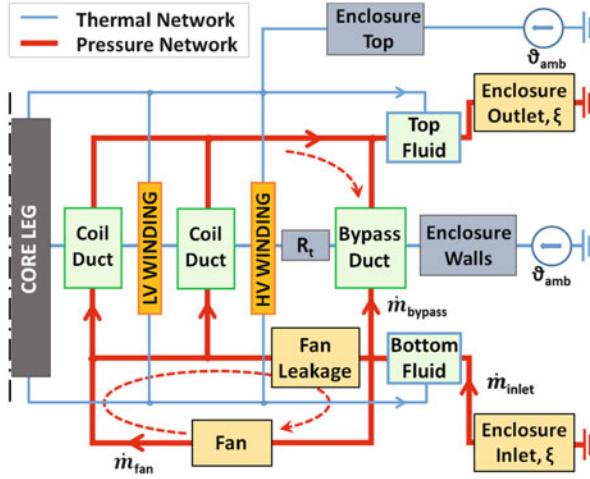 Thermal Network
Pressure Network
Enclosure
Top
ϑamb
Enclosure
Outlet, ξ
Top
Fluid
CORE LEG
Coil
Duct
LV WINDING
Coil
Duct
HV WINDING
Rt
Bypass
Duct
Enclosure
Walls
ϑamb
ṁbypass
Fan
Leakage
Bottom
Fluid
ṁinlet
Fan
ṁfan
Enclosure
Inlet, ξ